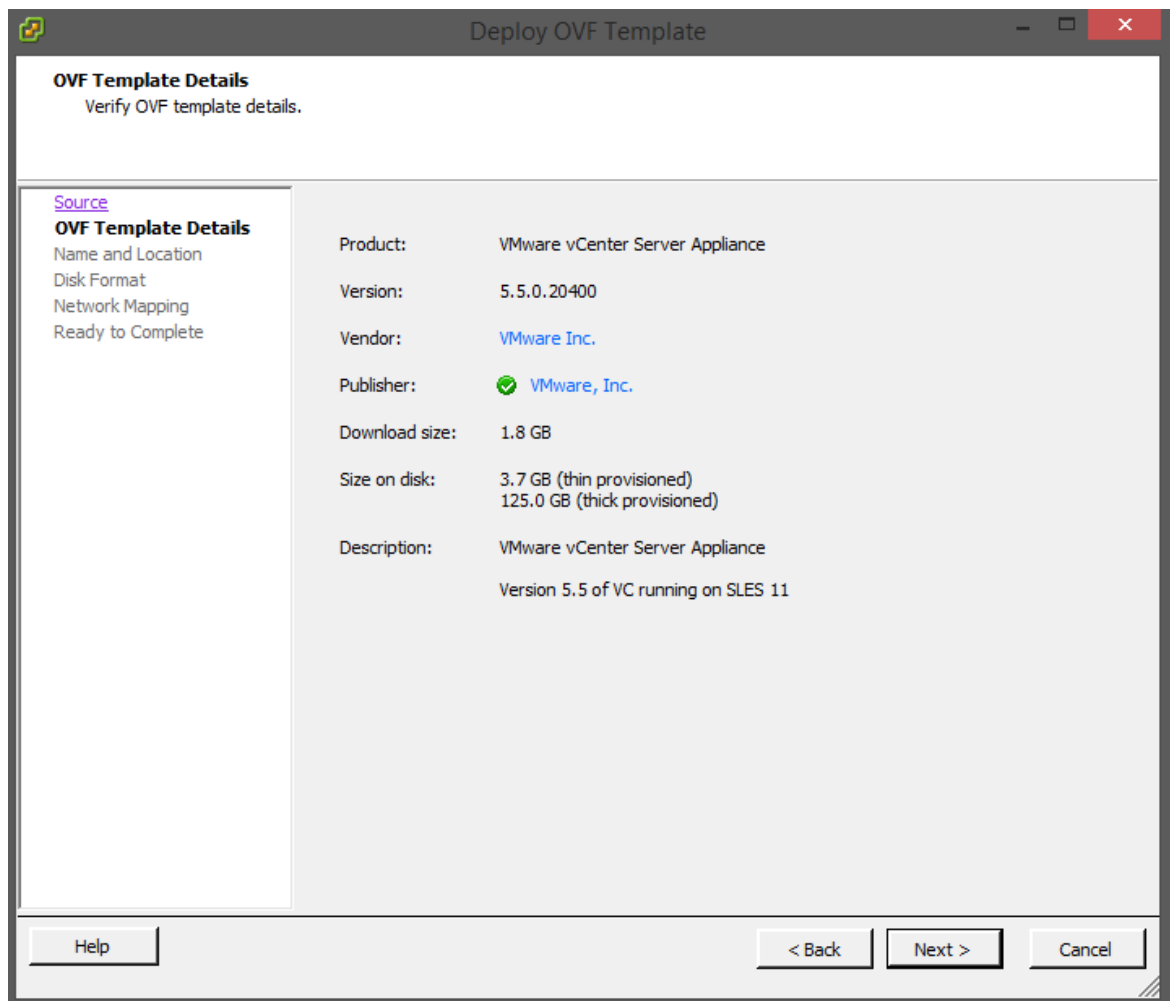 Deploy OVF Template
OVF Template Details
Verify OVF template details.
Source
OVF Template Details
Name and Location
Disk Format
Network Mapping
Ready to Complete
Product: VMware vCenter Server Appliance
Version: 5.5.0.20400
Vendor: VMware Inc.
Publisher: VMware, Inc.
Download size: 1.8 GB
Size on disk: 3.7 GB (thin provisioned)
125.0 GB (thick provisioned)
Description: VMware vCenter Server Appliance
Version 5.5 of VC running on SLES 11
Help < Back Next > Cancel